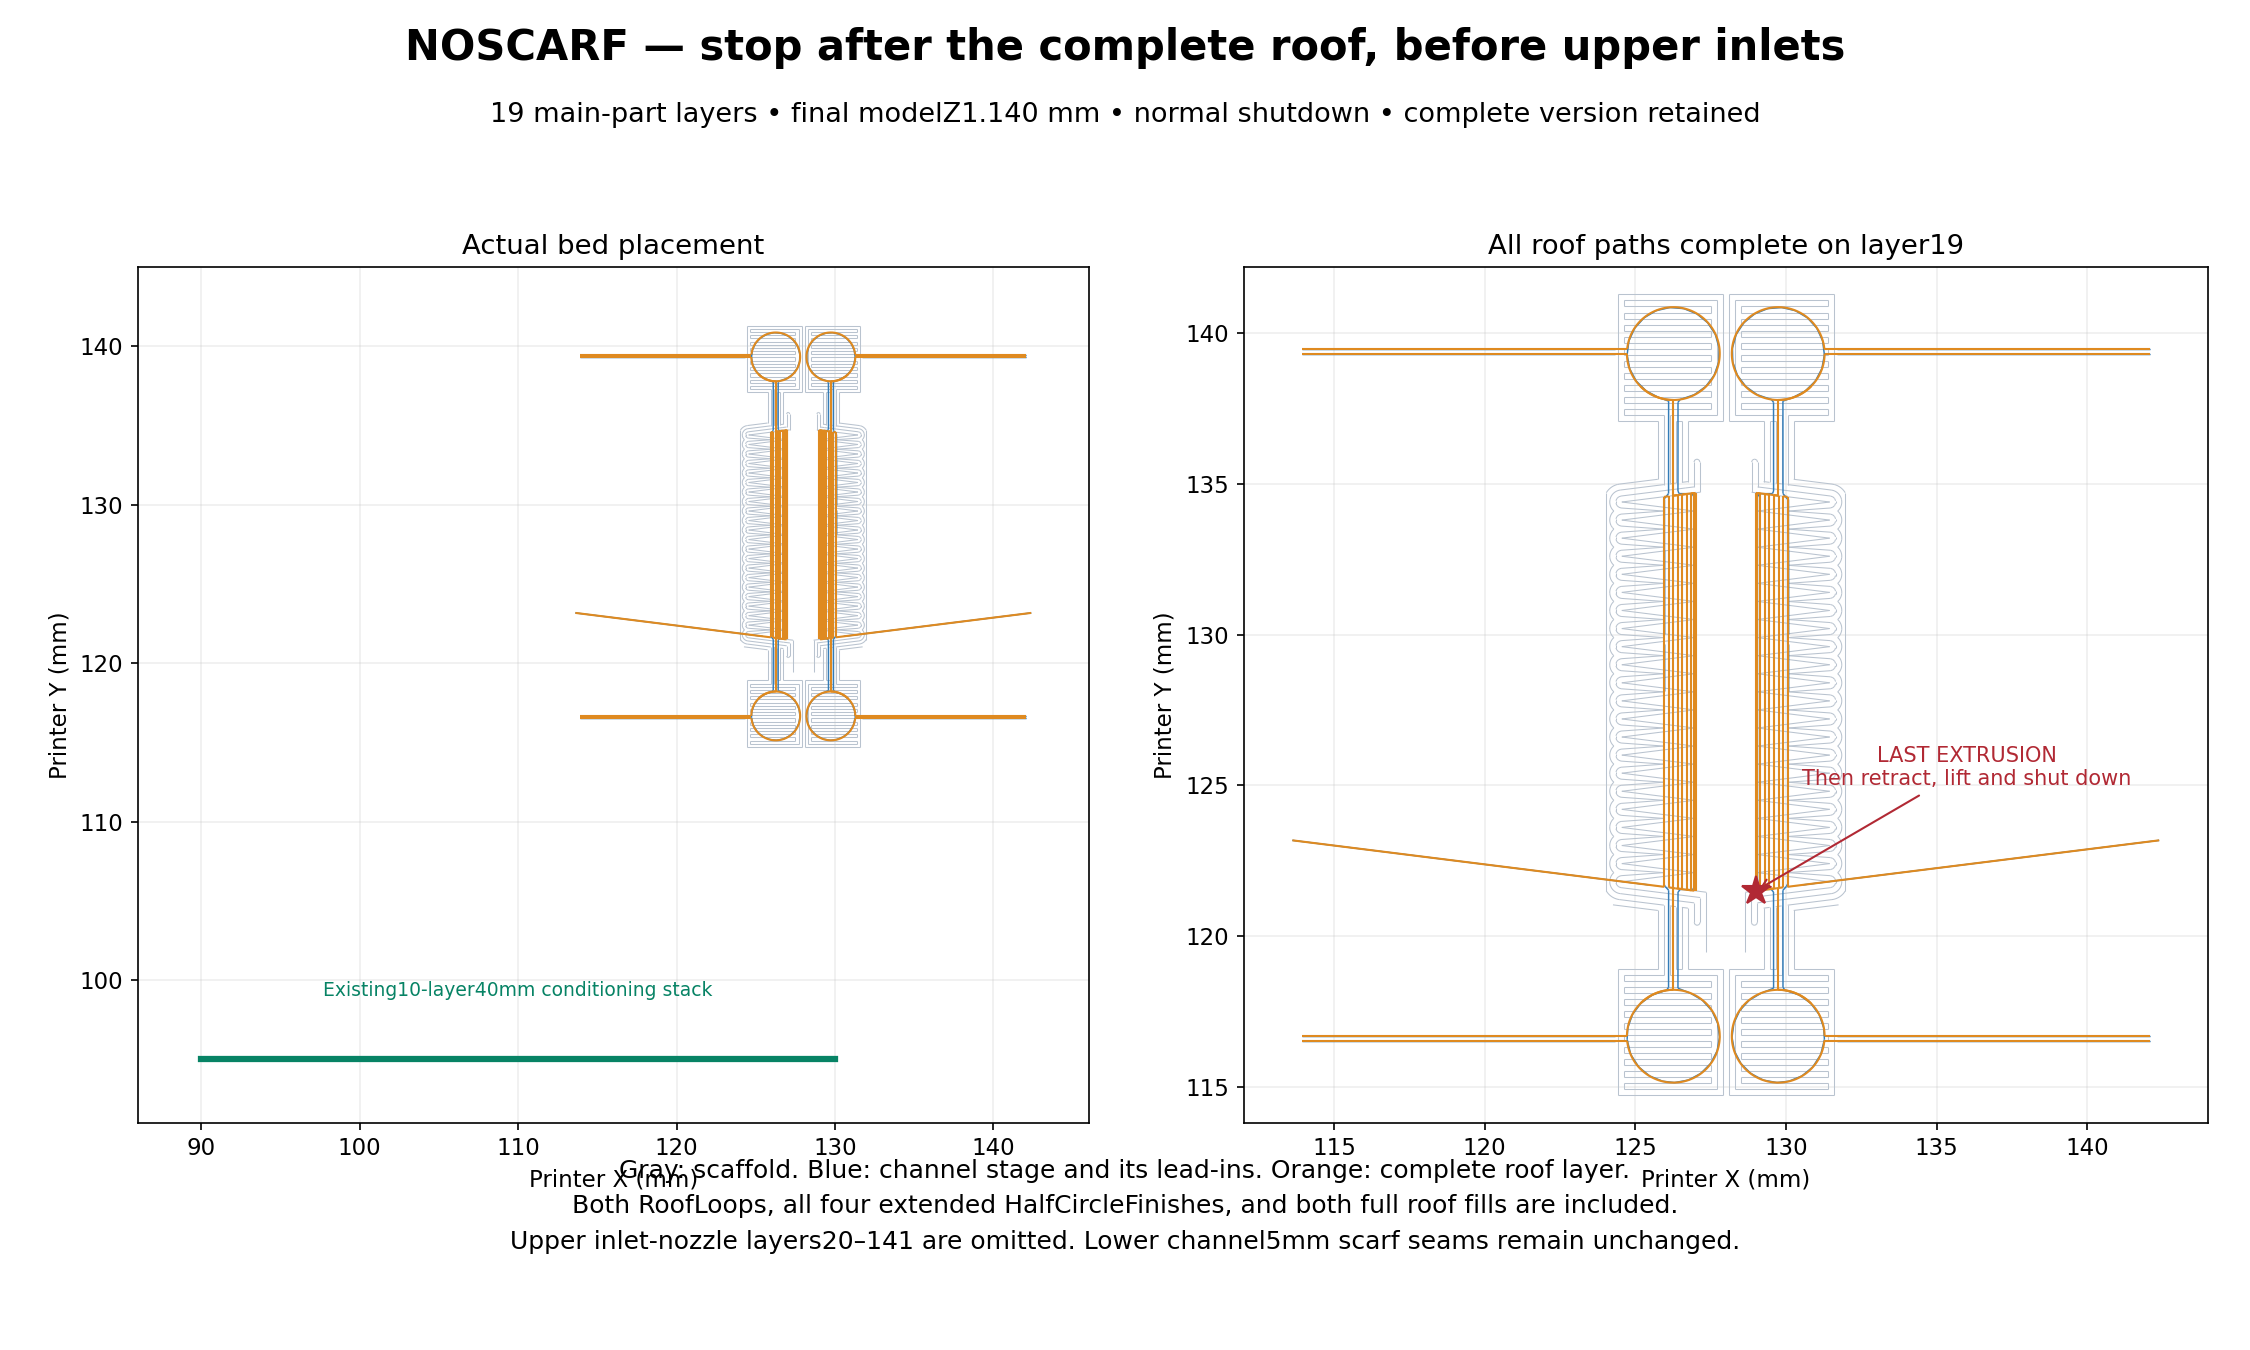 NOSCARF — stop after the complete roof, before upper inlets
19 main-part layers • final modelZ1.140 mm • normal shutdown • complete version retained
Actual bed placement
140
130
120
110
100
Printer Y (mm)
Existing10-layer40mm conditioning stack
90
100
110
120
130
140
Printer X (mm)
All roof paths complete on layer19
140
135
130
125
120
115
Printer Y (mm)
LAST EXTRUSION
Then retract, lift and shut down
115
120
125
130
135
140
Printer X (mm)
Gray: scaffold. Blue: channel stage and its lead-ins. Orange: complete roof layer.
Both RoofLoops, all four extended HalfCircleFinishes, and both full roof fills are included.
Upper inlet-nozzle layers20–141 are omitted. Lower channel5mm scarf seams remain unchanged.